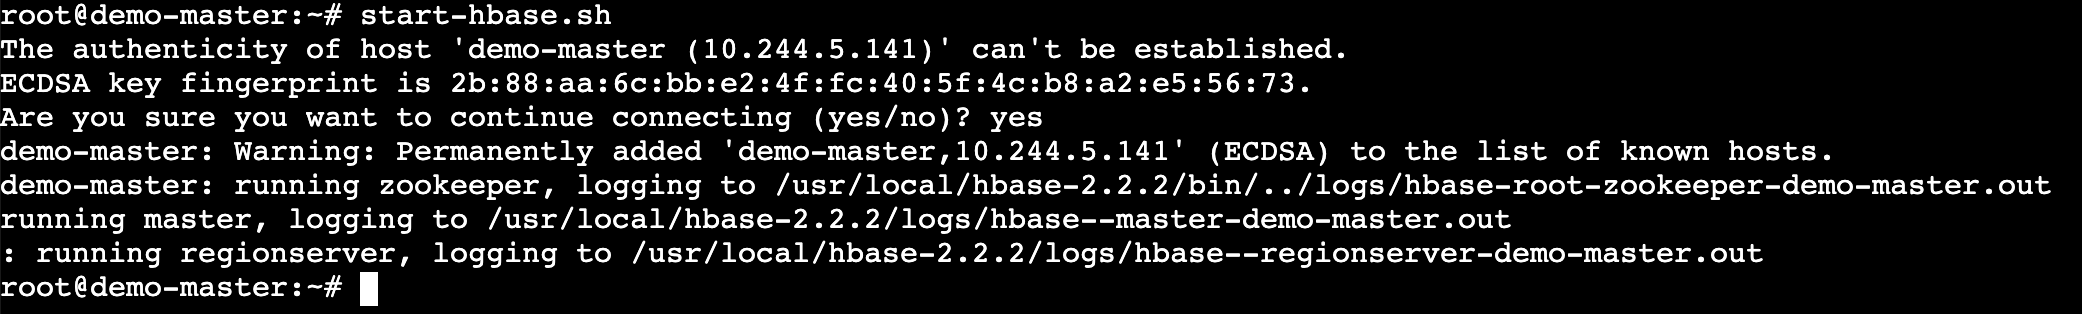 root@demo-master:~# start-hbase.sh
The authenticity of host 'demo-master (10.244.5.141)' can't be established.
ECDSA key fingerprint is 2b:88:aa:6c:bb:e2:4f:fc:40:5f:4c:b8:a2:e5:56:73.
Are you sure you want to continue connecting (yes/no)? yes
demo-master: Warning: Permanently added 'demo-master,10.244.5.141' (ECDSA) to the list of known hosts.
demo-master: running zookeeper, logging to /usr/local/hbase-2.2.2/bin/../logs/hbase-root-zookeeper-demo-master.out
running master, logging to /usr/local/hbase-2.2.2/logs/hbase--master-demo-master.out
: running regionserver, logging to /usr/local/hbase-2.2.2/logs/hbase--regionserver-demo-master.out
root@demo-master:~#